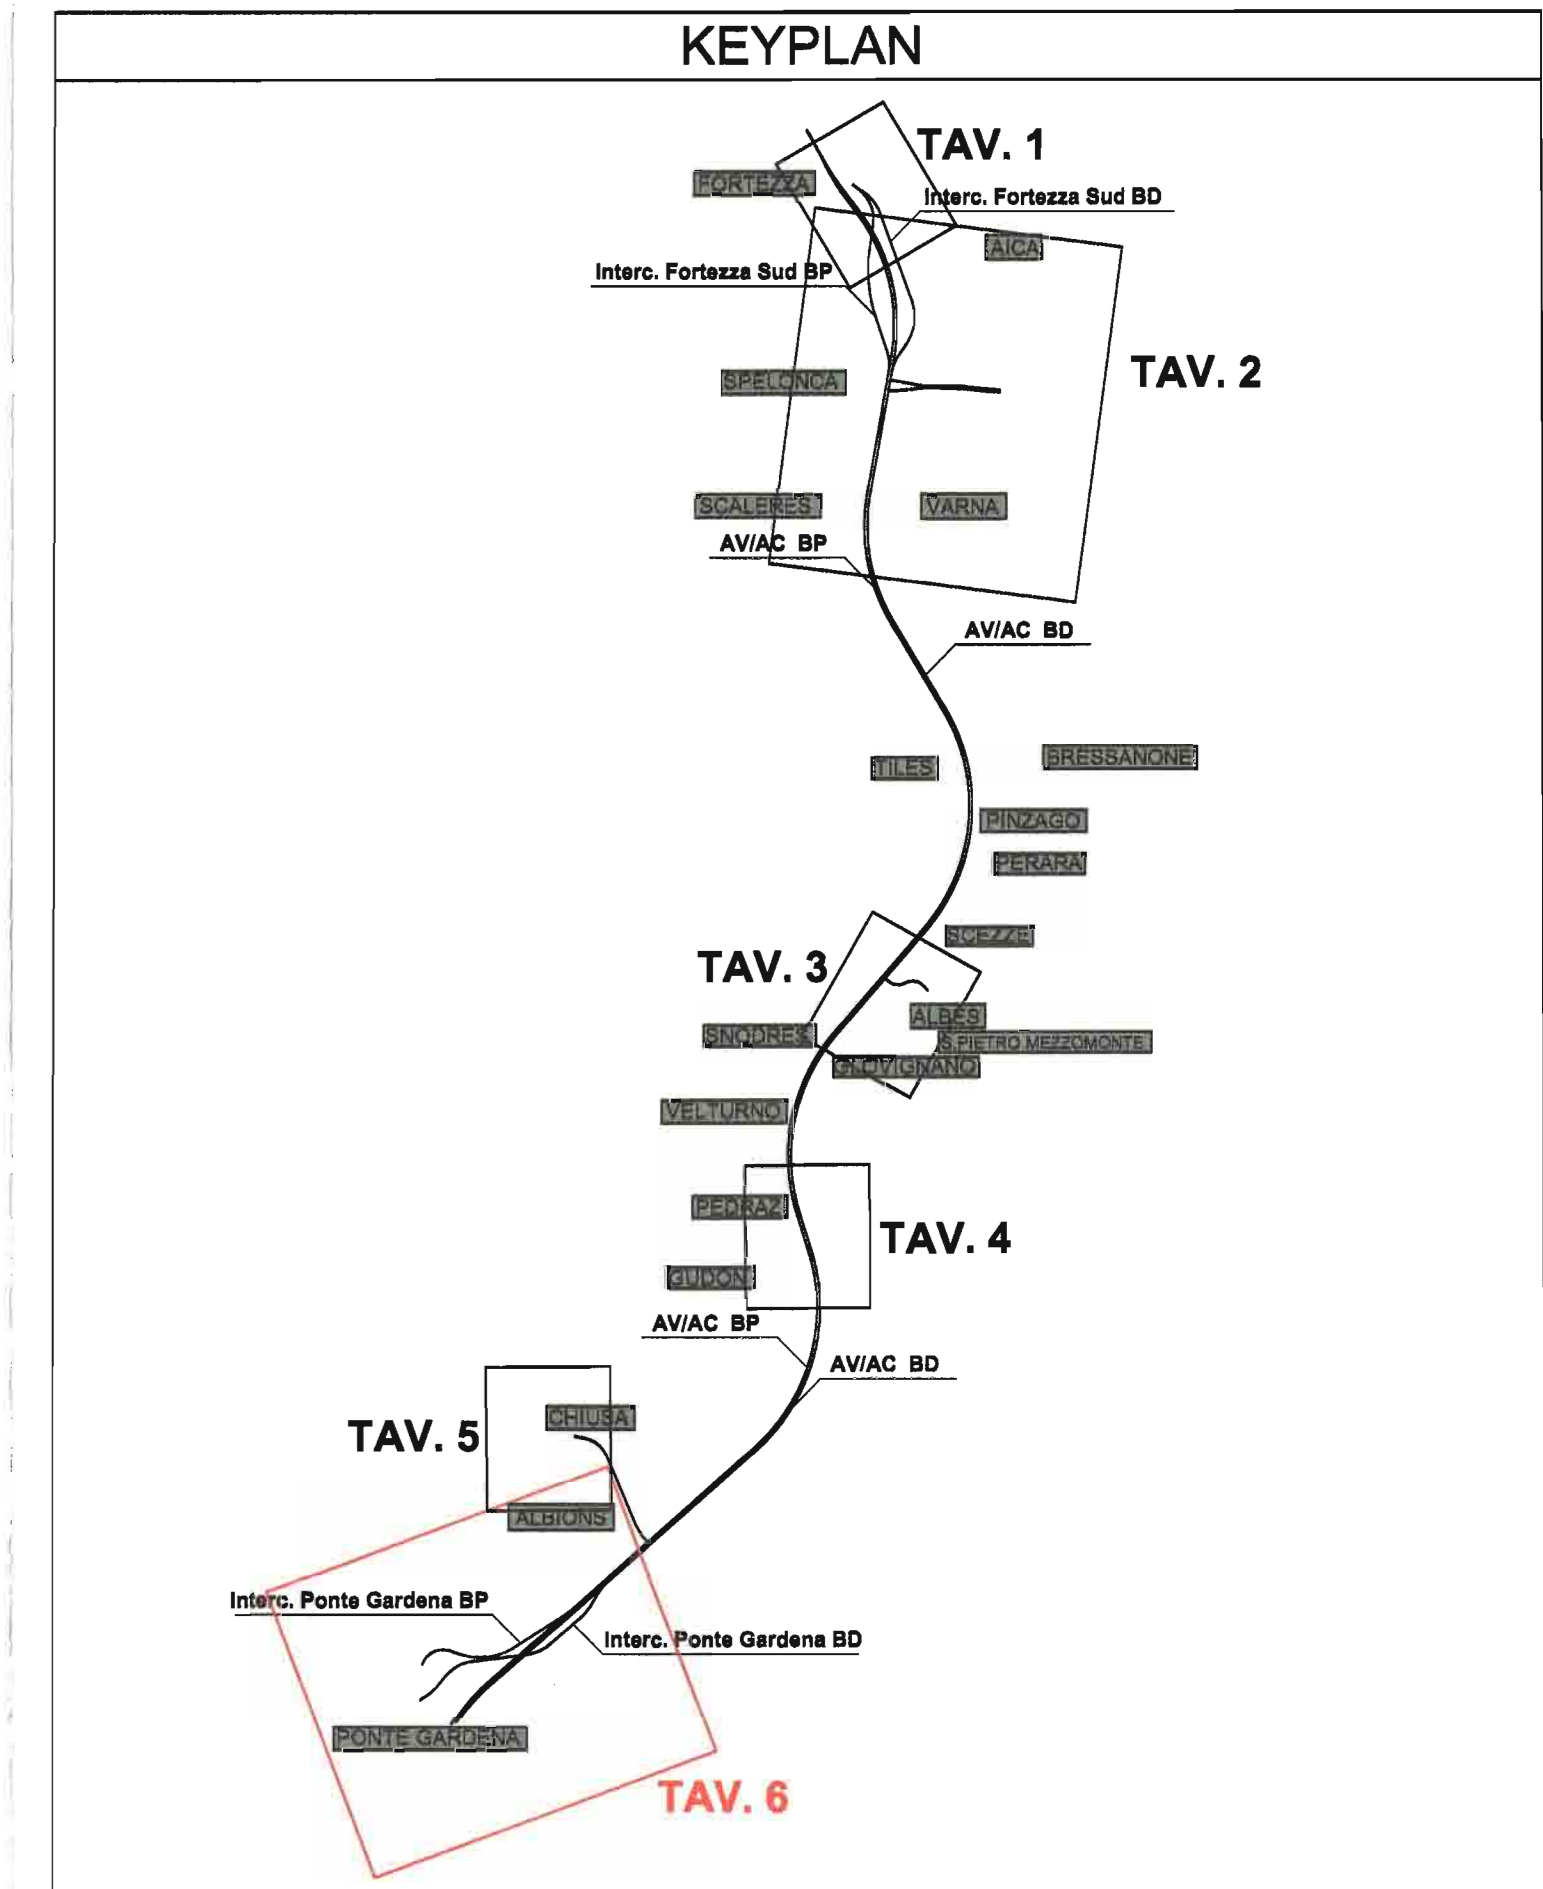 KEYPLAN
TAV. 1
FORTEZZA
Interc. Fortezza Sud BD
AICA
Interc. Fortezza Sud BP
TAV. 2
SPELONCA
SCALERES
VARNA
AV/AC BP
AV/AC BD
BRESSANONE
TILES
PINZAGO
PERARA
SCEZZE
TAV. 3
ALBES
SNODRES
S.PIETRO MEZZOMONTE
GLOVIGNANO
VELTURNO
PEDRAZ
TAV. 4
GUDON
AV/AC BP
AV/AC BD
CHIUSA
TAV. 5
ALBIONS
Interc. Ponte Gardena BP
Interc. Ponte Gardena BD
PONTE GARDENA
TAV. 6